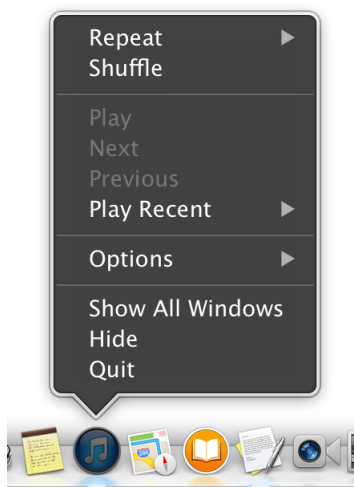 Repeat
Shuffle
Play
Next
Previous
Play Recent
Options
Show All Windows
Hide
Quit